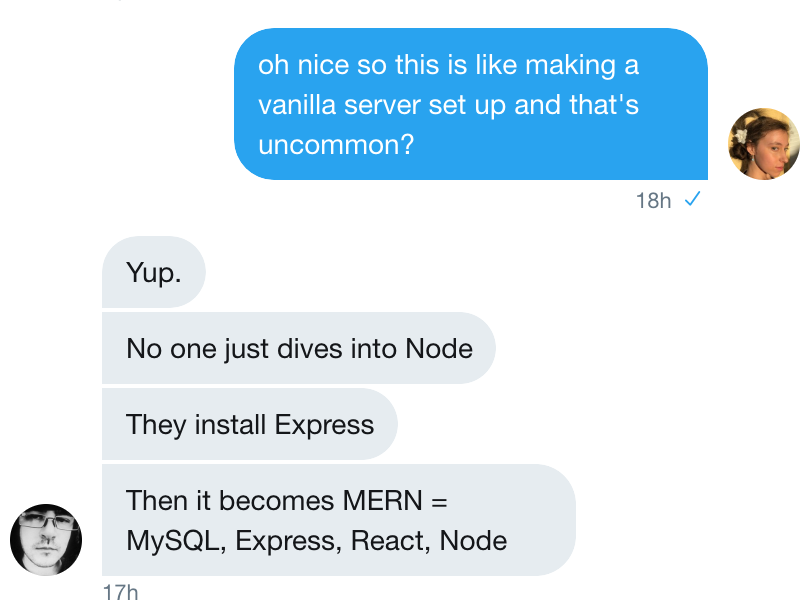 oh nice so this is like making a
vanilla server set up and that's
uncommon?
18h ✓
Yup.
No one just dives into Node
They install Express
Then it becomes MERN =
MySQL, Express, React, Node
17h